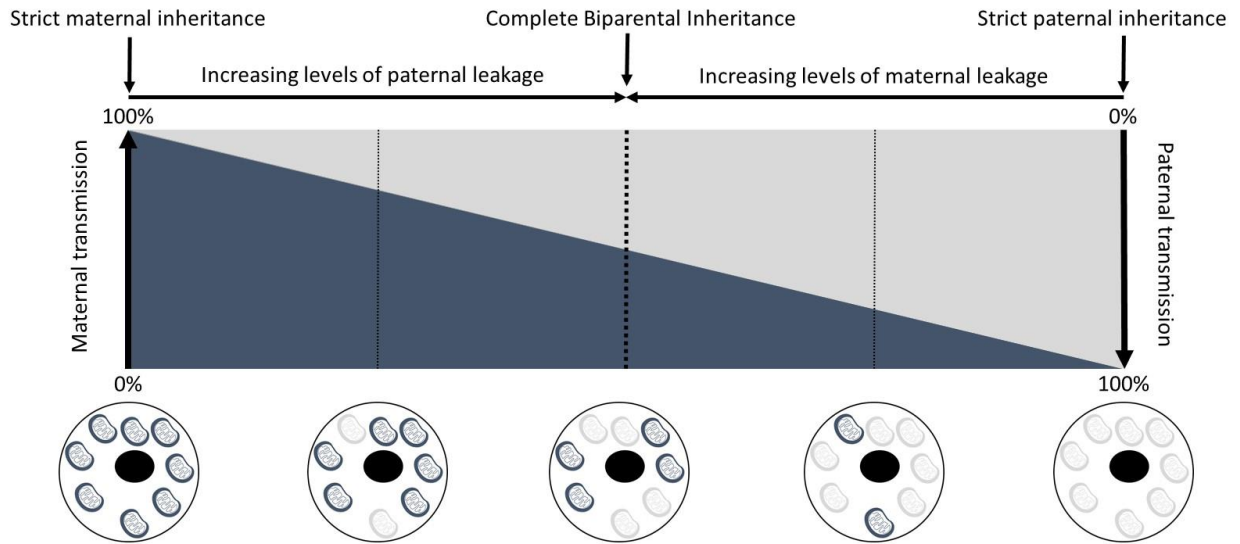 Strict maternal inheritance
Complete Biparental Inheritance
Strict paternal inheritance
Increasing levels of paternal leakage
Increasing levels of maternal leakage
100%
0%
Maternal transmission
Paternal transmission
0%
100%